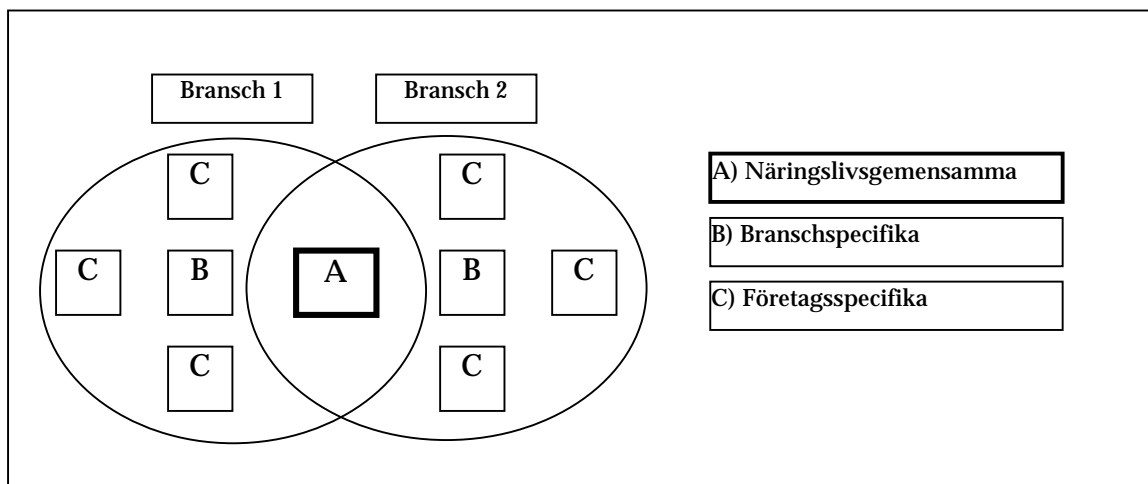 Bransch 1
Bransch 2
C
C
A) Näringslivsgemensamma
B) Branschspecifika
C
B
A
B
C
C) Företagsspecifika
C
C